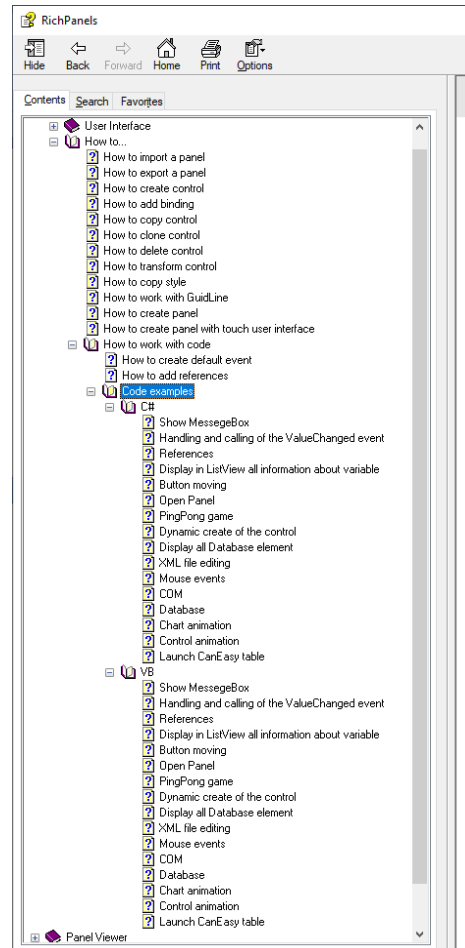 RichPanels
Hide Back Forward Home Print Options
Contents Search Favorites
User Interface
How to...
How to import a panel
How to export a panel
How to create control
How to add binding
How to copy control
How to clone control
How to delete control
How to transform control
How to copy style
How to work with GuidLine
How to create panel
How to create panel with touch user interface
How to work with code
How to create default event
How to add references
Code examples
C#
Show MessegeBox
Handling and calling of the ValueChanged event
References
Display in ListView all information about variable
Button moving
Open Panel
PingPong game
Dynamic create of the control
Display all Database element
XML file editing
Mouse events
COM
Database
Chart animation
Control animation
Launch CanEasy table
VB
Show MessegeBox
Handling and calling of the ValueChanged event
References
Display in ListView all information about variable
Button moving
Open Panel
PingPong game
Dynamic create of the control
Display all Database element
XML file editing
Mouse events
COM
Database
Chart animation
Control animation
Launch CanEasy table
Panel Viewer